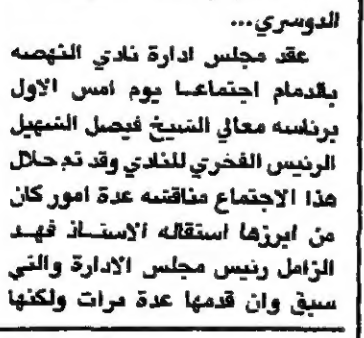 الدوسري...
عقد مجلس ادارة نادي النهضه
بالدمام اجتماعا يوم امس الاول
برئاسه معالي الشيخ فيصل الشهيل
الرئيس الفخري للنادي وقد تم خلال
هذا الاجتماع مناقشه عدة امور كان
من ابرزها استقاله الاستاذ فهد
الزامل رئيس مجلس الادارة والتي
سبق وان قدمها عدة مرات ولكنها